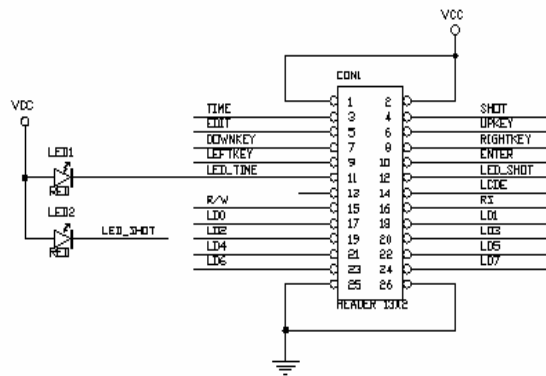 VCC
CON1
VCC
1 2
TIME 3 4 SHOT
EDIT 5 6 UPKEY
DOWNKEY 7 8 RIGHTKEY
LEFTKEY 9 10 ENTER
LED1 LED_TIME 11 12 LED_SHOT
RED 13 14 LCDE
R/W 15 16 RS
LED2 LD0 17 18 LD1
LED_SHOT LD2 19 20 LD3
RED LD4 21 22 LD5
LD6 23 24 LD7
25 26
HEADER 13X2